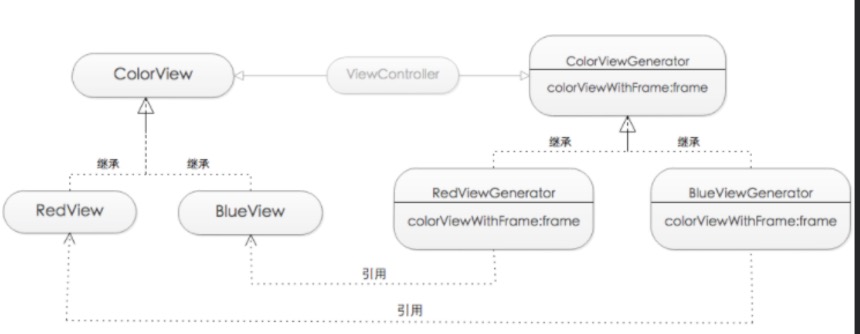 ColorView
ViewController
ColorViewGenerator
colorViewWithFrame:frame
继承
继承
继承
继承
RedView
BlueView
RedViewGenerator
colorViewWithFrame:frame
BlueViewGenerator
colorViewWithFrame:frame
引用
引用